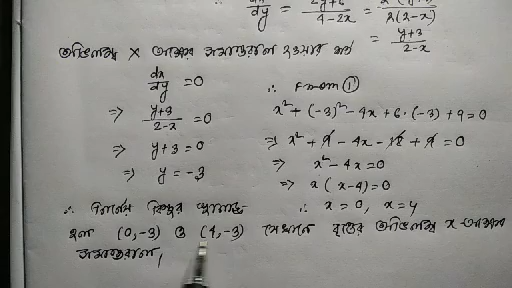 ∴ dx/dy = 2y+6 / 4-2x = 2(y+3) / 2(2-x)
= y+3 / 2-x
অভিলম্ব x অক্ষের সমান্তরাল হওয়ার শর্ত
dx/dy = 0
⇒ y+3 / 2-x = 0
⇒ y+3 = 0
⇒ y = -3
∴ From ①
x² + (-3)² - 4x + 6·(-3) + 9 = 0
⇒ x² + 9 - 4x - 18 + 9 = 0
⇒ x² - 4x = 0
⇒ x(x-4) = 0
∴ x = 0, x = 4
∴ নির্ণেয় বিন্দুর স্থানাঙ্ক
হল (0,-3) ও (4,-3) যেখানে বৃত্তের অভিলম্ব x অক্ষের
সমান্তরাল,